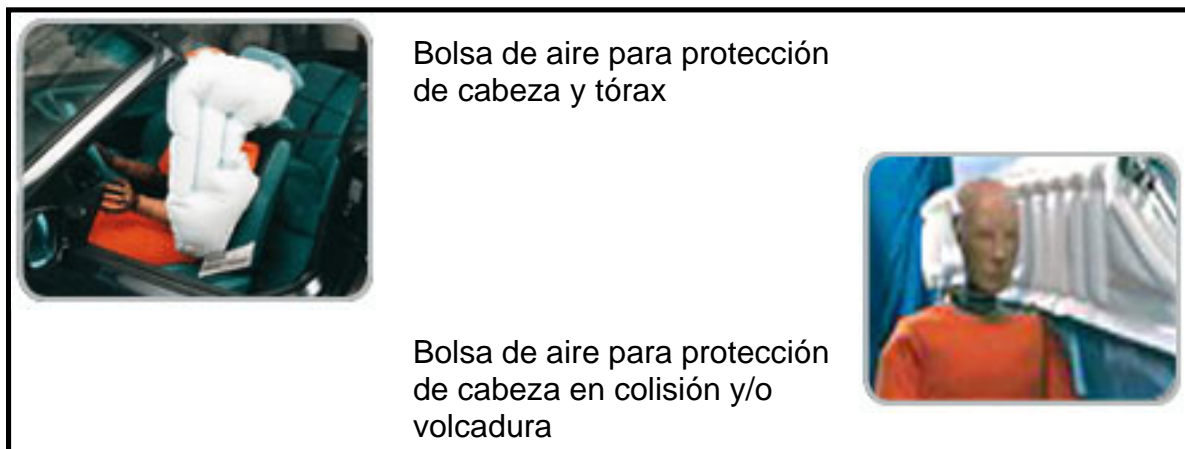 Bolsa de aire para protección
de cabeza y tórax
Bolsa de aire para protección
de cabeza en colisión y/o
volcadura